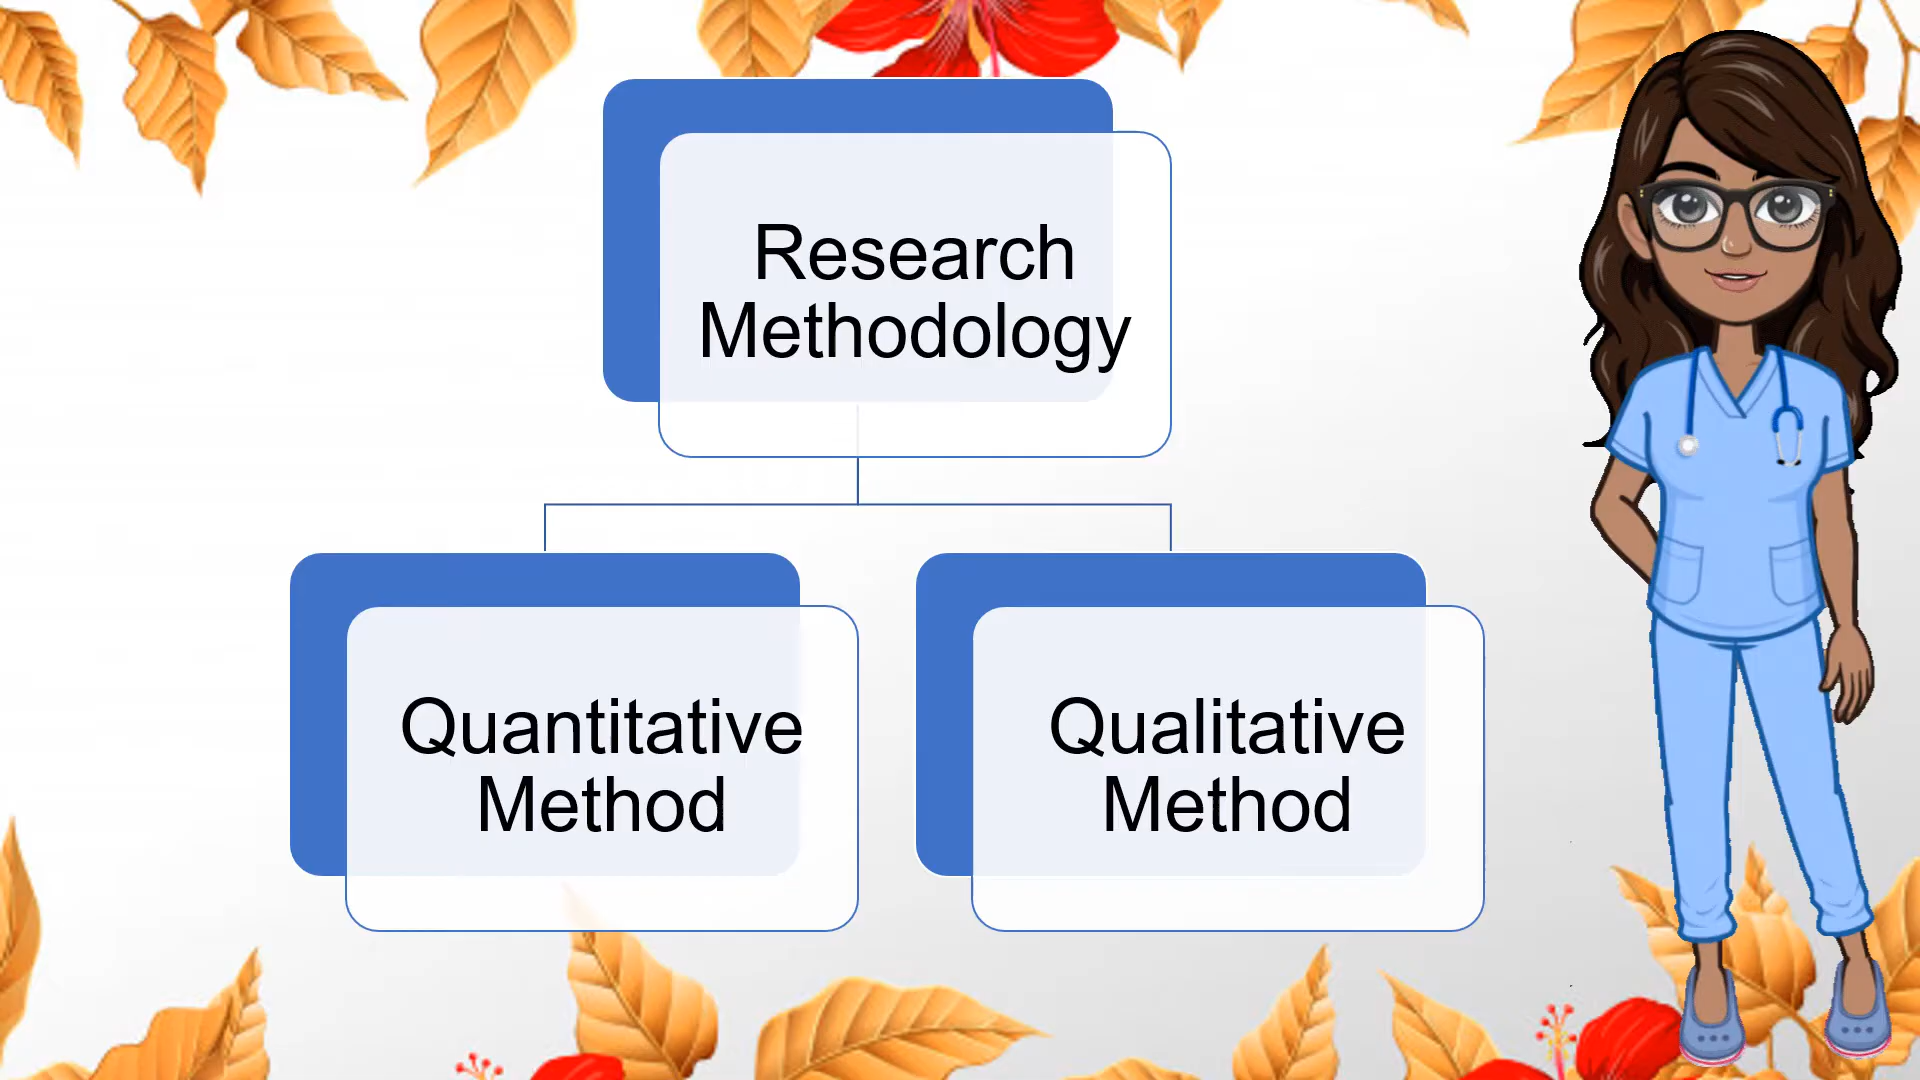 Research
Methodology
Quantitative
Method
Qualitative
Method